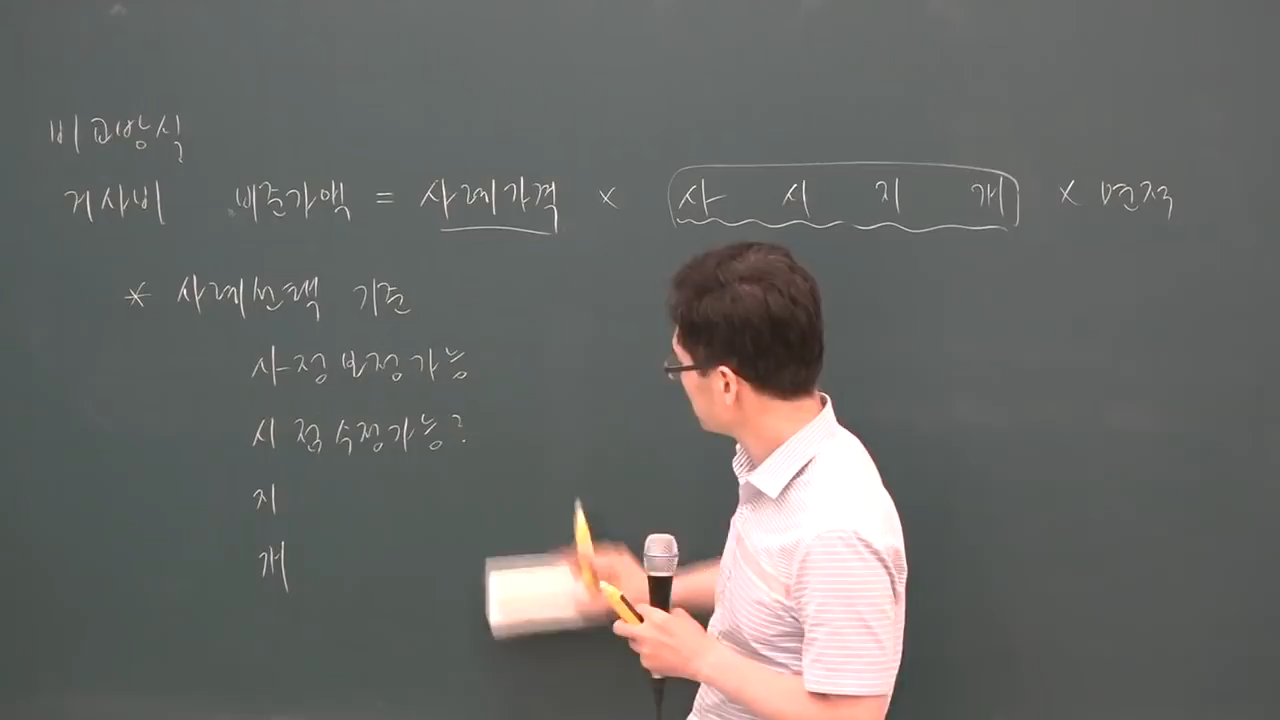 비교방식
거사비 비준가액 = 사례가격 × 사 시 지 개 × 면적
* 사례선택 기준
사정보정가능
시점수정가능?
지
개